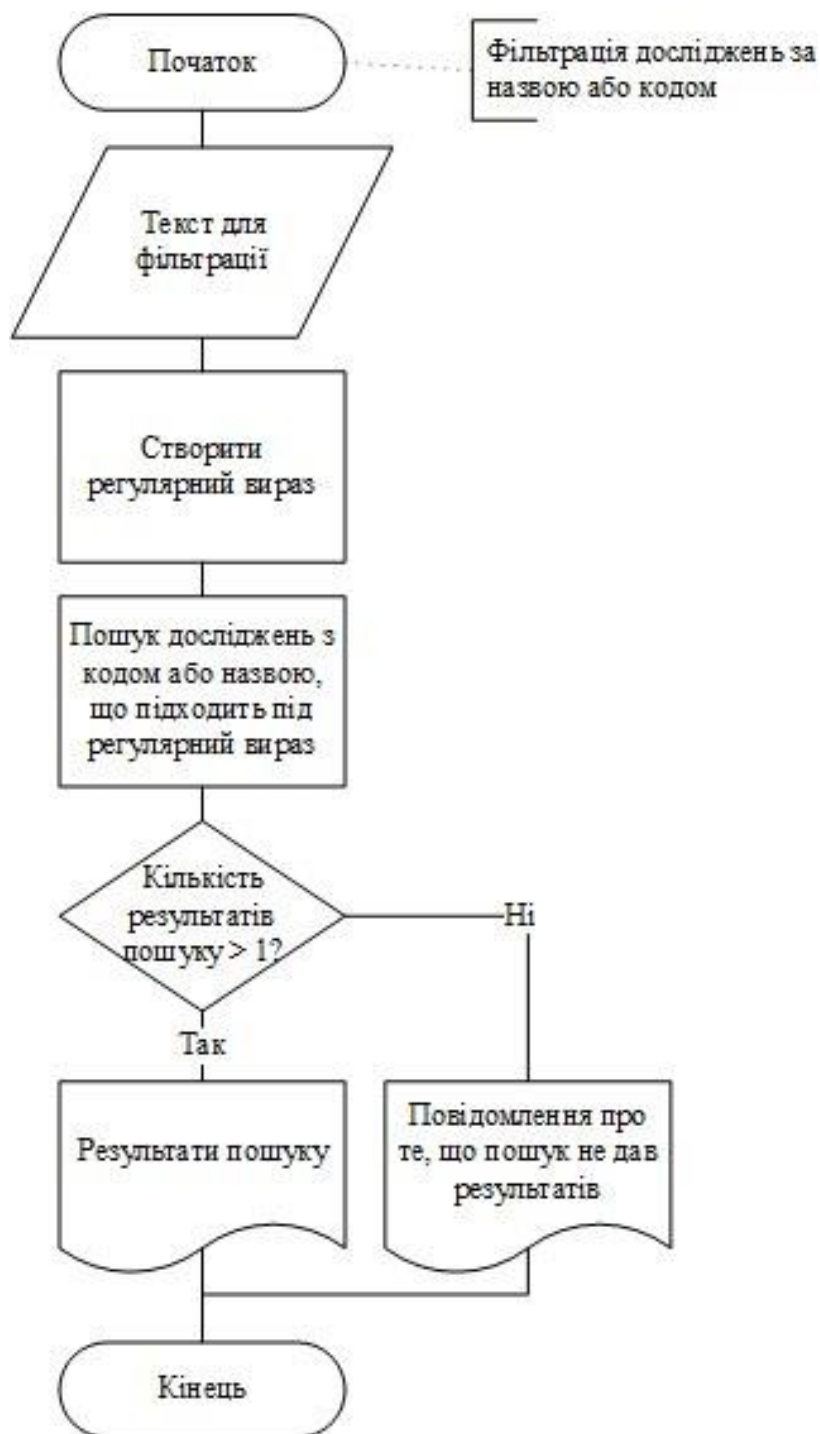 Початок
Фільтрація досліджень за
назвою або кодом
Текст для
фільтрації
Створити
регулярний вираз
Пошук досліджень з
кодом або назвою,
що підходить під
регулярний вираз
Кількість
результатів
пошуку > 1?
Ні
Так
Результати пошуку
Повідомлення про
те, що пошук не дав
результатів
Кінець